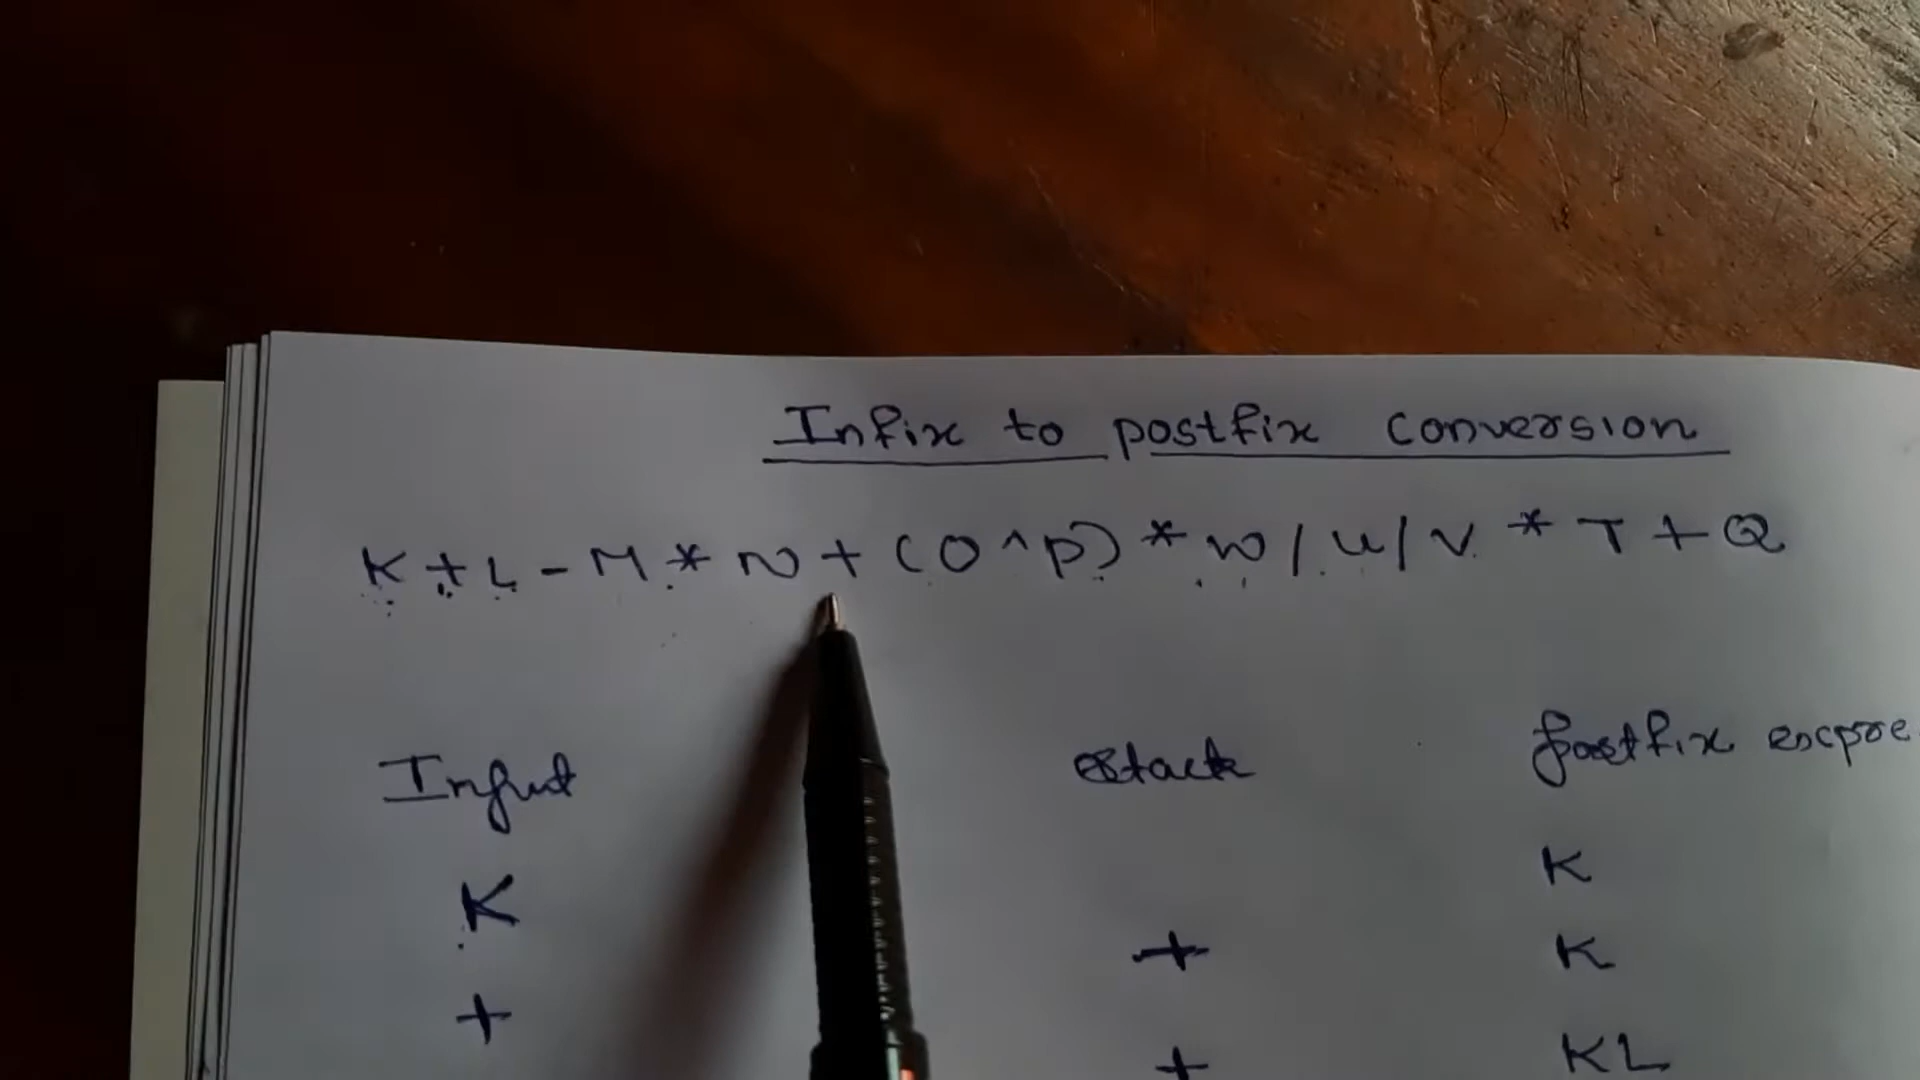 Infix to postfix conversion
K + L - M * N + (O ^ P) * W / U / V * T + Q
Input stack postfix expre
K K
+ + K
+ KL